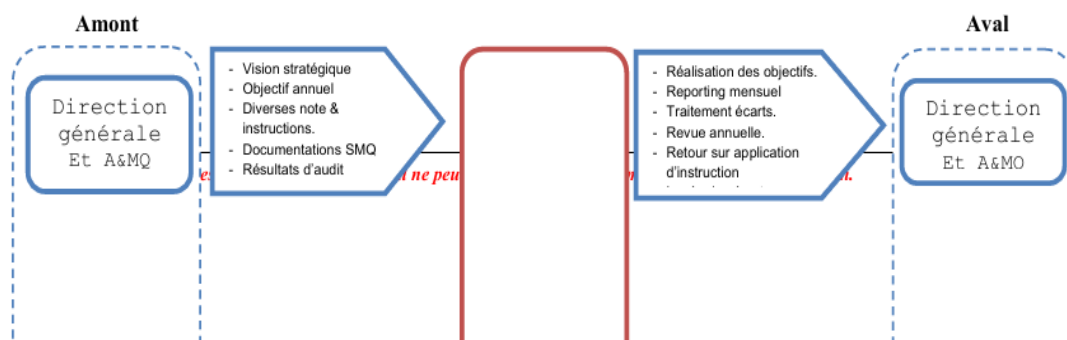 Amont
Aval
Direction
générale
Et A&MQ
- Vision stratégique
- Objectif annuel
- Diverses note &
instructions.
- Documentations SMQ
- Résultats d'audit
- Réalisation des objectifs.
- Reporting mensuel
- Traitement écarts.
- Revue annuelle.
- Retour sur application
d'instruction
Direction
générale
Et A&MO
ne